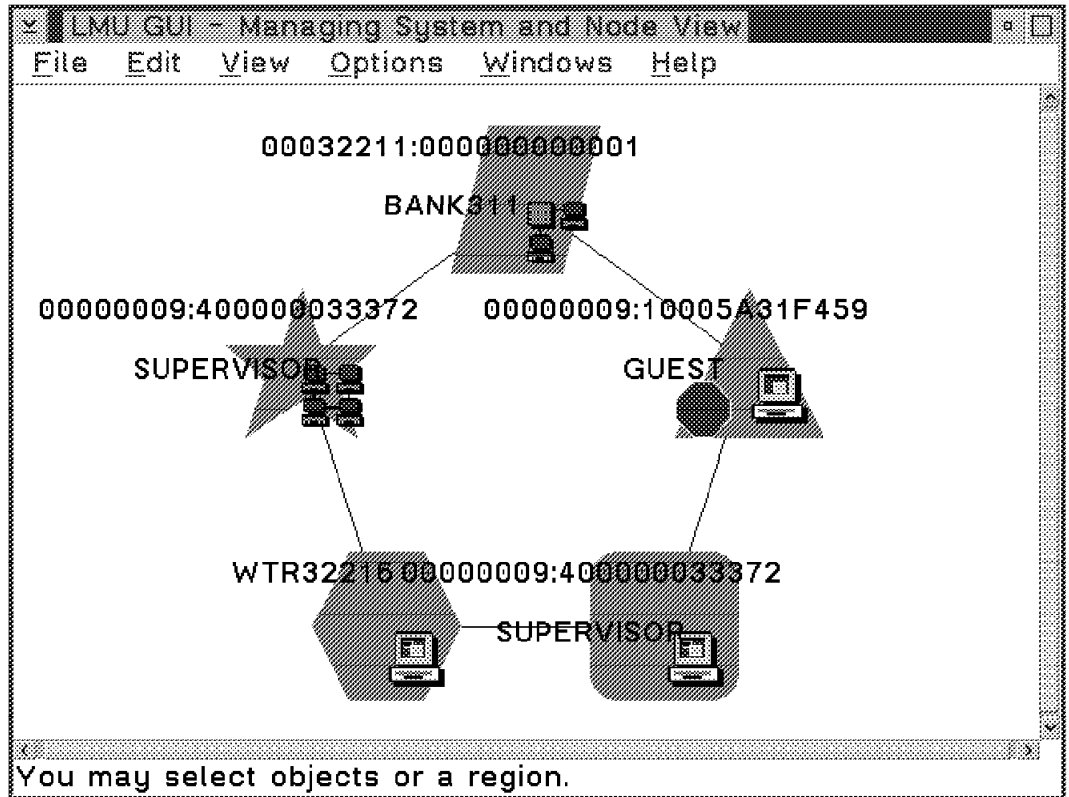 LMU GUI - Managing System and Node View
File Edit View Options Windows Help
00032211:000000000001
BANK311
00000009:400000033372 00000009:10005A31F459
SUPERVISOR GUEST
WTR32216 00000009:400000033372
SUPERVISOR
You may select objects or a region.